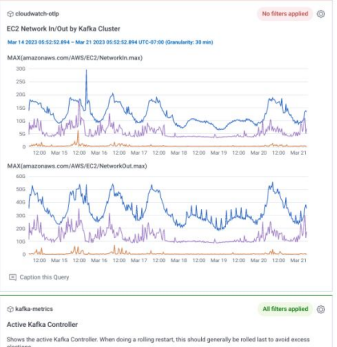 cloudwatch-otlp
No filters applied
EC2 Network In/Out by Kafka Cluster
Mar 14 2023 05:52:52.894 – Mar 21 2023 05:52:52.894 UTC-07:00 (Granularity: 30 min)
MAX(amazonaws.com/AWS/EC2/NetworkIn.max)
300
250
200
150
100
50
0
12:00 Mar 15 12:00 Mar 16 12:00 Mar 17 12:00 Mar 18 12:00 Mar 19 12:00 Mar 20 12:00 Mar 21
MAX(amazonaws.com/AWS/EC2/NetworkOut.max)
600
500
400
300
200
100
0
12:00 Mar 15 12:00 Mar 16 12:00 Mar 17 12:00 Mar 18 12:00 Mar 19 12:00 Mar 20 12:00 Mar 21
Caption this Query
kafka-metrics
All filters applied
Active Kafka Controller
Shows the active Kafka Controller. When doing a rolling restart, this should generally be rolled last to avoid excess